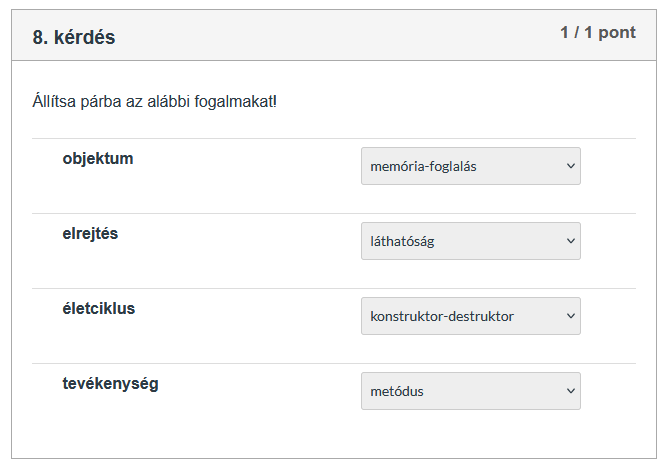 8. kérdés
1 / 1 pont
Állítsa párba az alábbi fogalmakat!
objektum
memória-foglalás
elrejtés
láthatóság
életciklus
konstruktor-destruktor
tevékenység
metódus